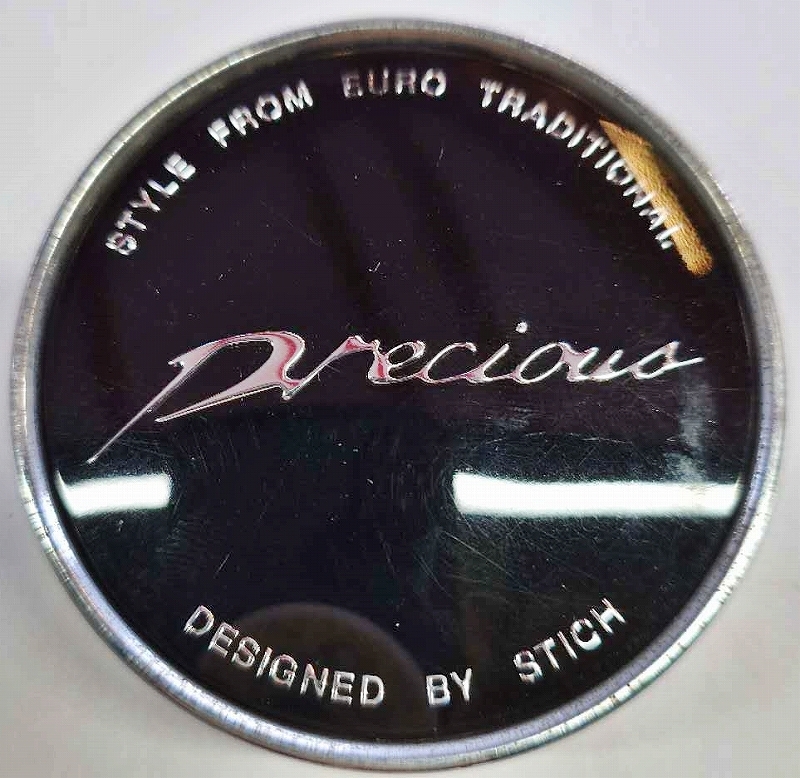 STYLE FROM EURO TRADITIONAL
Precious
DESIGNED BY STICH